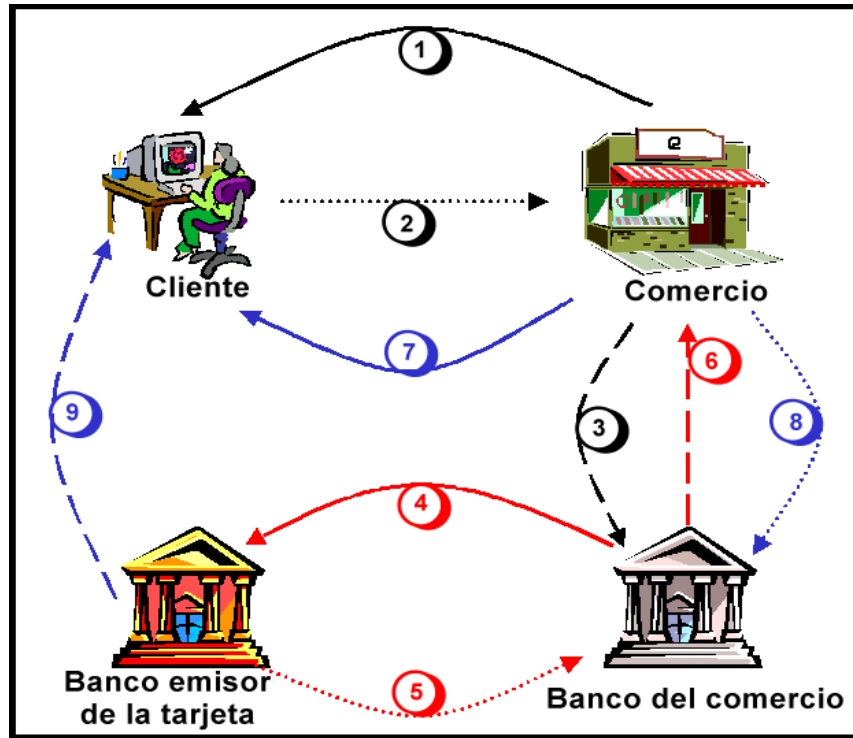 1
e
2
Cliente
Comercio
7
6
9
3
8
4
Banco emisor
de la tarjeta
5
Banco del comercio